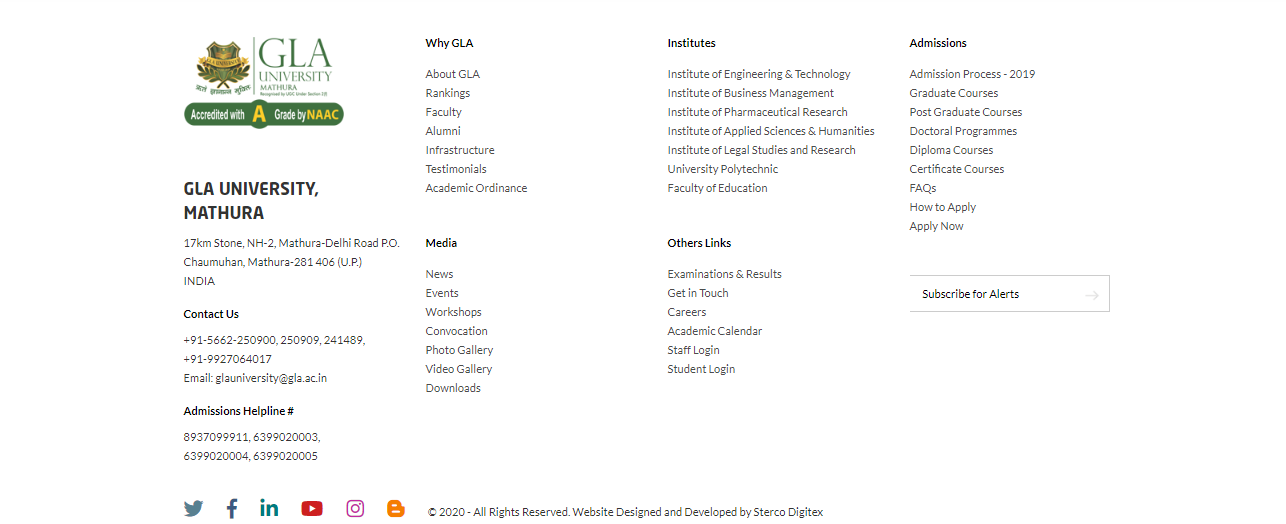 GLA
UNIVERSITY
MATHURA
Recognised by UGC Under Section 2(f)
Accredited with A Grade by NAAC
GLA UNIVERSITY,
MATHURA
17km Stone, NH-2, Mathura-Delhi Road P.O.
Chaumuhan, Mathura-281 406 (U.P.)
INDIA
Contact Us
+91-5662-250900, 250909, 241489,
+91-9927064017
Email: glauniversity@gla.ac.in
Admissions Helpline #
8937099911, 6399020003,
6399020004, 6399020005
Why GLA
About GLA
Rankings
Faculty
Alumni
Infrastructure
Testimonials
Academic Ordinance
Media
News
Events
Workshops
Convocation
Photo Gallery
Video Gallery
Downloads
Institutes
Institute of Engineering & Technology
Institute of Business Management
Institute of Pharmaceutical Research
Institute of Applied Sciences & Humanities
Institute of Legal Studies and Research
University Polytechnic
Faculty of Education
Others Links
Examinations & Results
Get in Touch
Careers
Academic Calendar
Staff Login
Student Login
Admissions
Admission Process - 2019
Graduate Courses
Post Graduate Courses
Doctoral Programmes
Diploma Courses
Certificate Courses
FAQs
How to Apply
Apply Now
Subscribe for Alerts
© 2020 - All Rights Reserved. Website Designed and Developed by Sterco Digitex